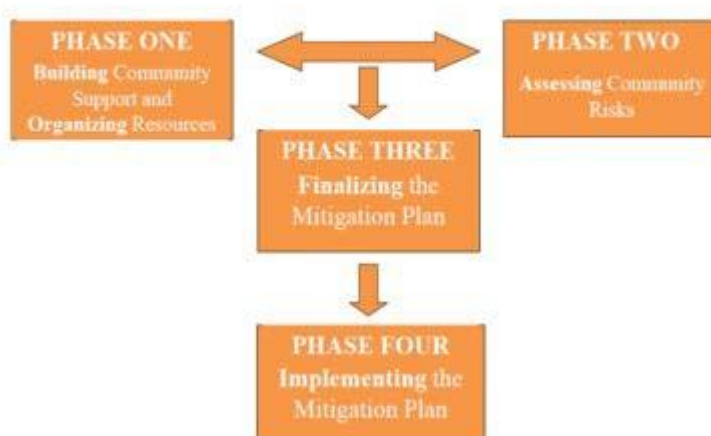 PHASE ONE
Building Community
Support and
Organizing Resources
PHASE TWO
Assessing Community
Risks
PHASE THREE
Finalizing the
Mitigation Plan
PHASE FOUR
Implementing the
Mitigation Plan